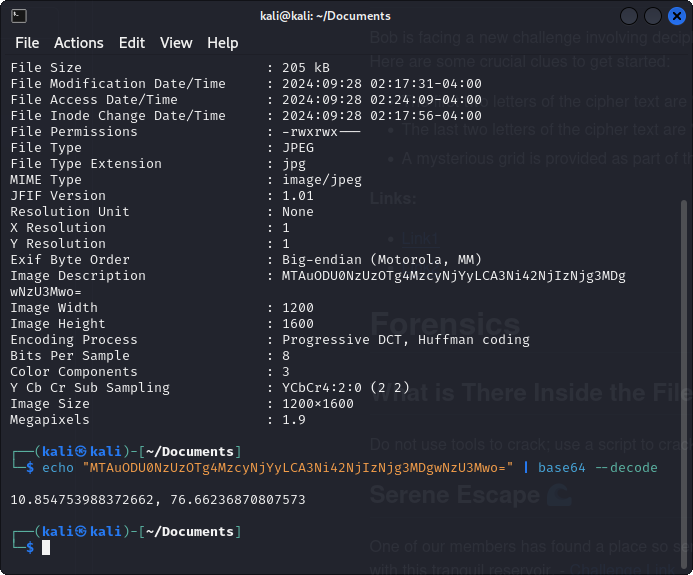 kali@kali: ~/Documents
File Actions Edit View Help
Bob is facing a new challenge involving decip
Here are some crucial clues to get started:
letters of the cipher text are
The last two letters of the cipher text are
A mysterious grid is provided as part of t
Links:
Link1
Forensics
What is There Inside the File
Do not use tools to crack; use a script to crac
Serene Escape 🌊
One of our members has found a place so se
with this tranquil reservoir. - Challenge Link
File Size : 205 kB
File Modification Date/Time : 2024:09:28 02:17:31-04:00
File Access Date/Time : 2024:09:28 02:24:09-04:00
File Inode Change Date/Time : 2024:09:28 02:17:56-04:00
File Permissions : -rwxrwx---
File Type : JPEG
File Type Extension : jpg
MIME Type : image/jpeg
JFIF Version : 1.01
Resolution Unit : None
X Resolution : 1
Y Resolution : 1
Exif Byte Order : Big-endian (Motorola, MM)
Image Description : MTAuODU0NzUzOTg4MzcyNjYyLCA3Ni42NjIzNjg3MDg
wNzU3Mwo=
Image Width : 1200
Image Height : 1600
Encoding Process : Progressive DCT, Huffman coding
Bits Per Sample : 8
Color Components : 3
Y Cb Cr Sub Sampling : YCbCr4:2:0 (2 2)
Image Size : 1200×1600
Megapixels : 1.9
┌──(kali㉿kali)-[~/Documents]
└─$ echo "MTAuODU0NzUzOTg4MzcyNjYyLCA3Ni42NjIzNjg3MDgwNzU3Mwo=" | base64 --decode
10.854753988372662, 76.66236870807573
┌──(kali㉿kali)-[~/Documents]
└─$